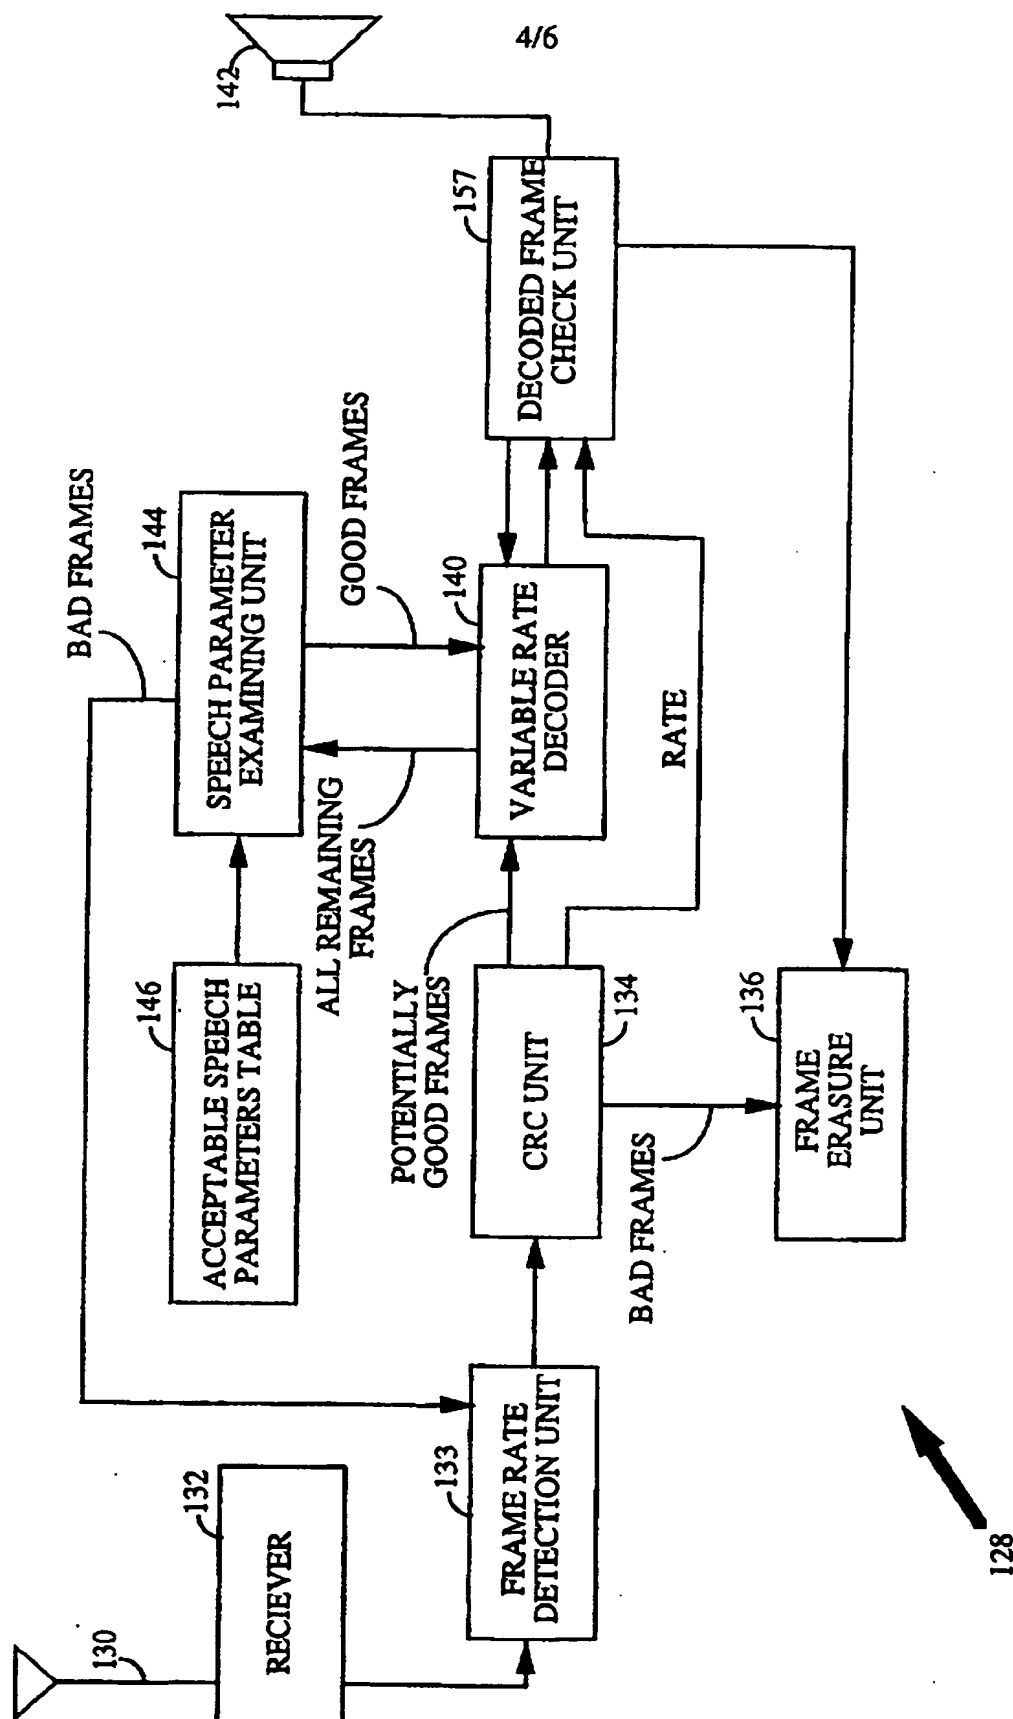 4/6
142
157
DECODED FRAME
CHECK UNIT
BAD FRAMES
144
SPEECH PARAMETER
EXAMINING UNIT
GOOD FRAMES
140
VARIABLE RATE
DECODER
RATE
ALL REMAINING
FRAMES
146
ACCEPTABLE SPEECH
PARAMETERS TABLE
POTENTIALLY
GOOD FRAMES
134
CRC UNIT
136
FRAME
ERASURE
UNIT
BAD FRAMES
133
FRAME RATE
DETECTION UNIT
132
RECIEVER
130
128